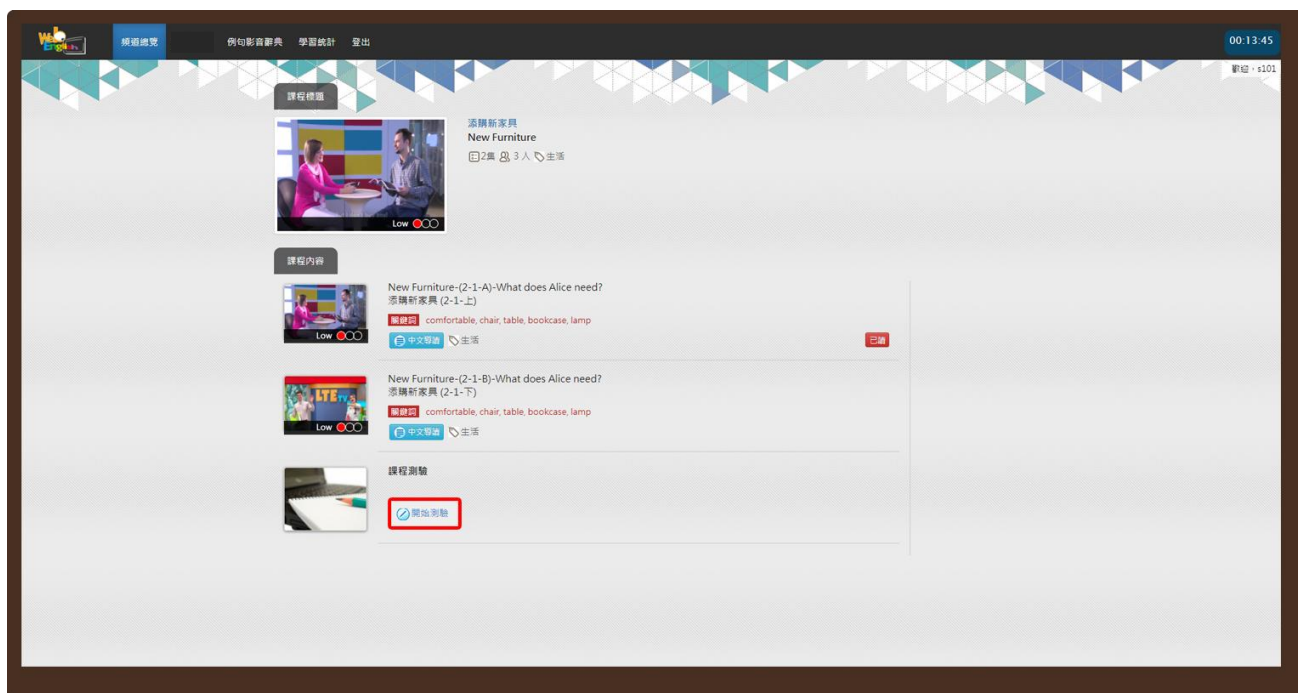 Web
English
頻道總覽
例句影音辭典
學習統計
登出
00:13:45
歡迎，s101
課程標題
添購新家具
New Furniture
2集 3 人 生活
Low
課程內容
New Furniture-(2-1-A)-What does Alice need?
添購新家具 (2-1-上)
關鍵詞 comfortable, chair, table, bookcase, lamp
Low
中文導讀 生活
已讀
New Furniture-(2-1-B)-What does Alice need?
添購新家具 (2-1-下)
LTE TV
關鍵詞 comfortable, chair, table, bookcase, lamp
Low
中文導讀 生活
課程測驗
開始測驗